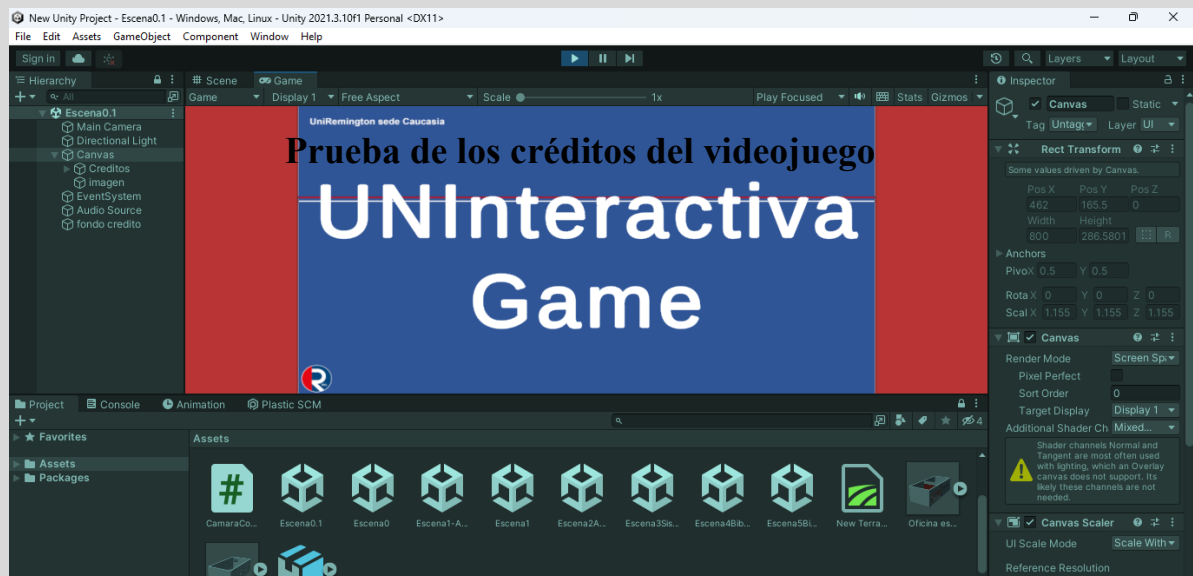 New Unity Project - Escena0.1 - Windows, Mac, Linux - Unity 2021.3.10f1 Personal <DX11>
File Edit Assets GameObject Component Window Help
Sign in Layers Layout
Hierarchy
All
Escena0.1
Main Camera
Directional Light
Canvas
Creditos
imagen
EventSystem
Audio Source
fondo credito
Scene Game
Game Display 1 Free Aspect Scale 1x Play Focused Stats Gizmos
UniRemington sede Caucasia
Prueba de los créditos del videojuego
UNInteractiva
Game
R
Inspector
Canvas Static
Tag Untagg Layer UI
Rect Transform
Some values driven by Canvas.
Pos X Pos Y Pos Z
462 165.5 0
Width Height
800 286.5801 R
Anchors
PivoX 0.5 Y 0.5
Rota X 0 Y 0 Z 0
Scal X 1.155 Y 1.155 Z 1.155
Canvas
Render Mode Screen Spa
Pixel Perfect
Sort Order 0
Target Display Display 1
Additional Shader Ch Mixed...
Shader channels Normal and
Tangent are most often used
with lighting, which an Overlay
canvas does not support. Its
likely these channels are not
needed.
Canvas Scaler
UI Scale Mode Scale With
Reference Resolution
Project Console Animation Plastic SCM
4
Favorites
Assets
Packages
Assets
#
CamaraCo... Escena0.1 Escena0 Escena1-A... Escena1 Escena2A... Escena3Sis... Escena4Bib... Escena5Bi... New Terra... Oficina es...